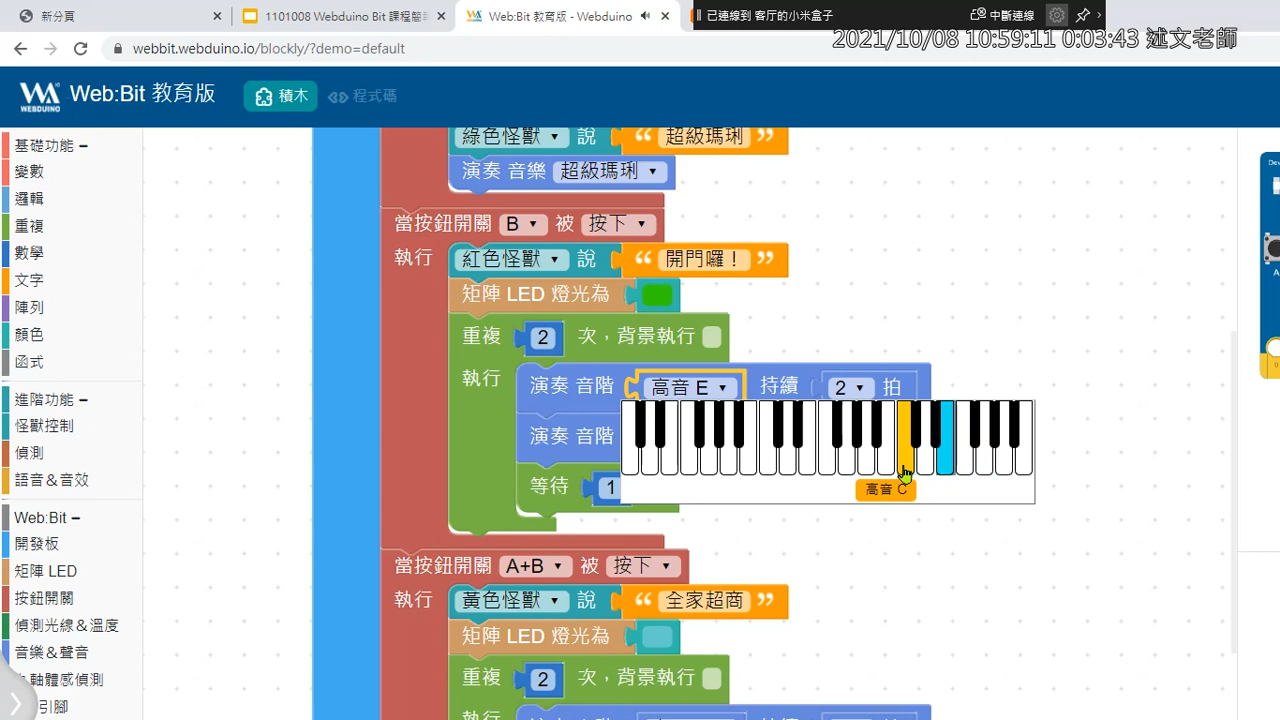 新分頁
1101008 Webduino Bit 課程簡
Web:Bit 教育版 - Webduino
已連線到 客厅的小米盒子
中斷連線
webbit.webduino.io/blockly/?demo=default
2021/10/08 10:59:11 0:03:43 述文老師
WEBDUINO
Web:Bit 教育版
積木
程式碼
基礎功能
變數
邏輯
重複
數學
文字
陣列
顏色
函式
進階功能
怪獸控制
偵測
語音&音效
Web:Bit
開發板
矩陣 LED
按鈕開關
偵測光線&溫度
音樂&聲音
軸體感偵測
引腳
綠色怪獸 說 “ 超級瑪琍 ”
演奏 音樂 超級瑪琍
當按鈕開關 B 被 按下
執行 紅色怪獸 說 “ 開門囉! ”
矩陣 LED 燈光為
重複 2 次,背景執行
執行 演奏 音階 高音 E 持續 2 拍
演奏 音階
等待 1
高音 C
當按鈕開關 A+B 被 按下
執行 黃色怪獸 說 “ 全家超商 ”
矩陣 LED 燈光為
重複 2 次,背景執行
Dev
A